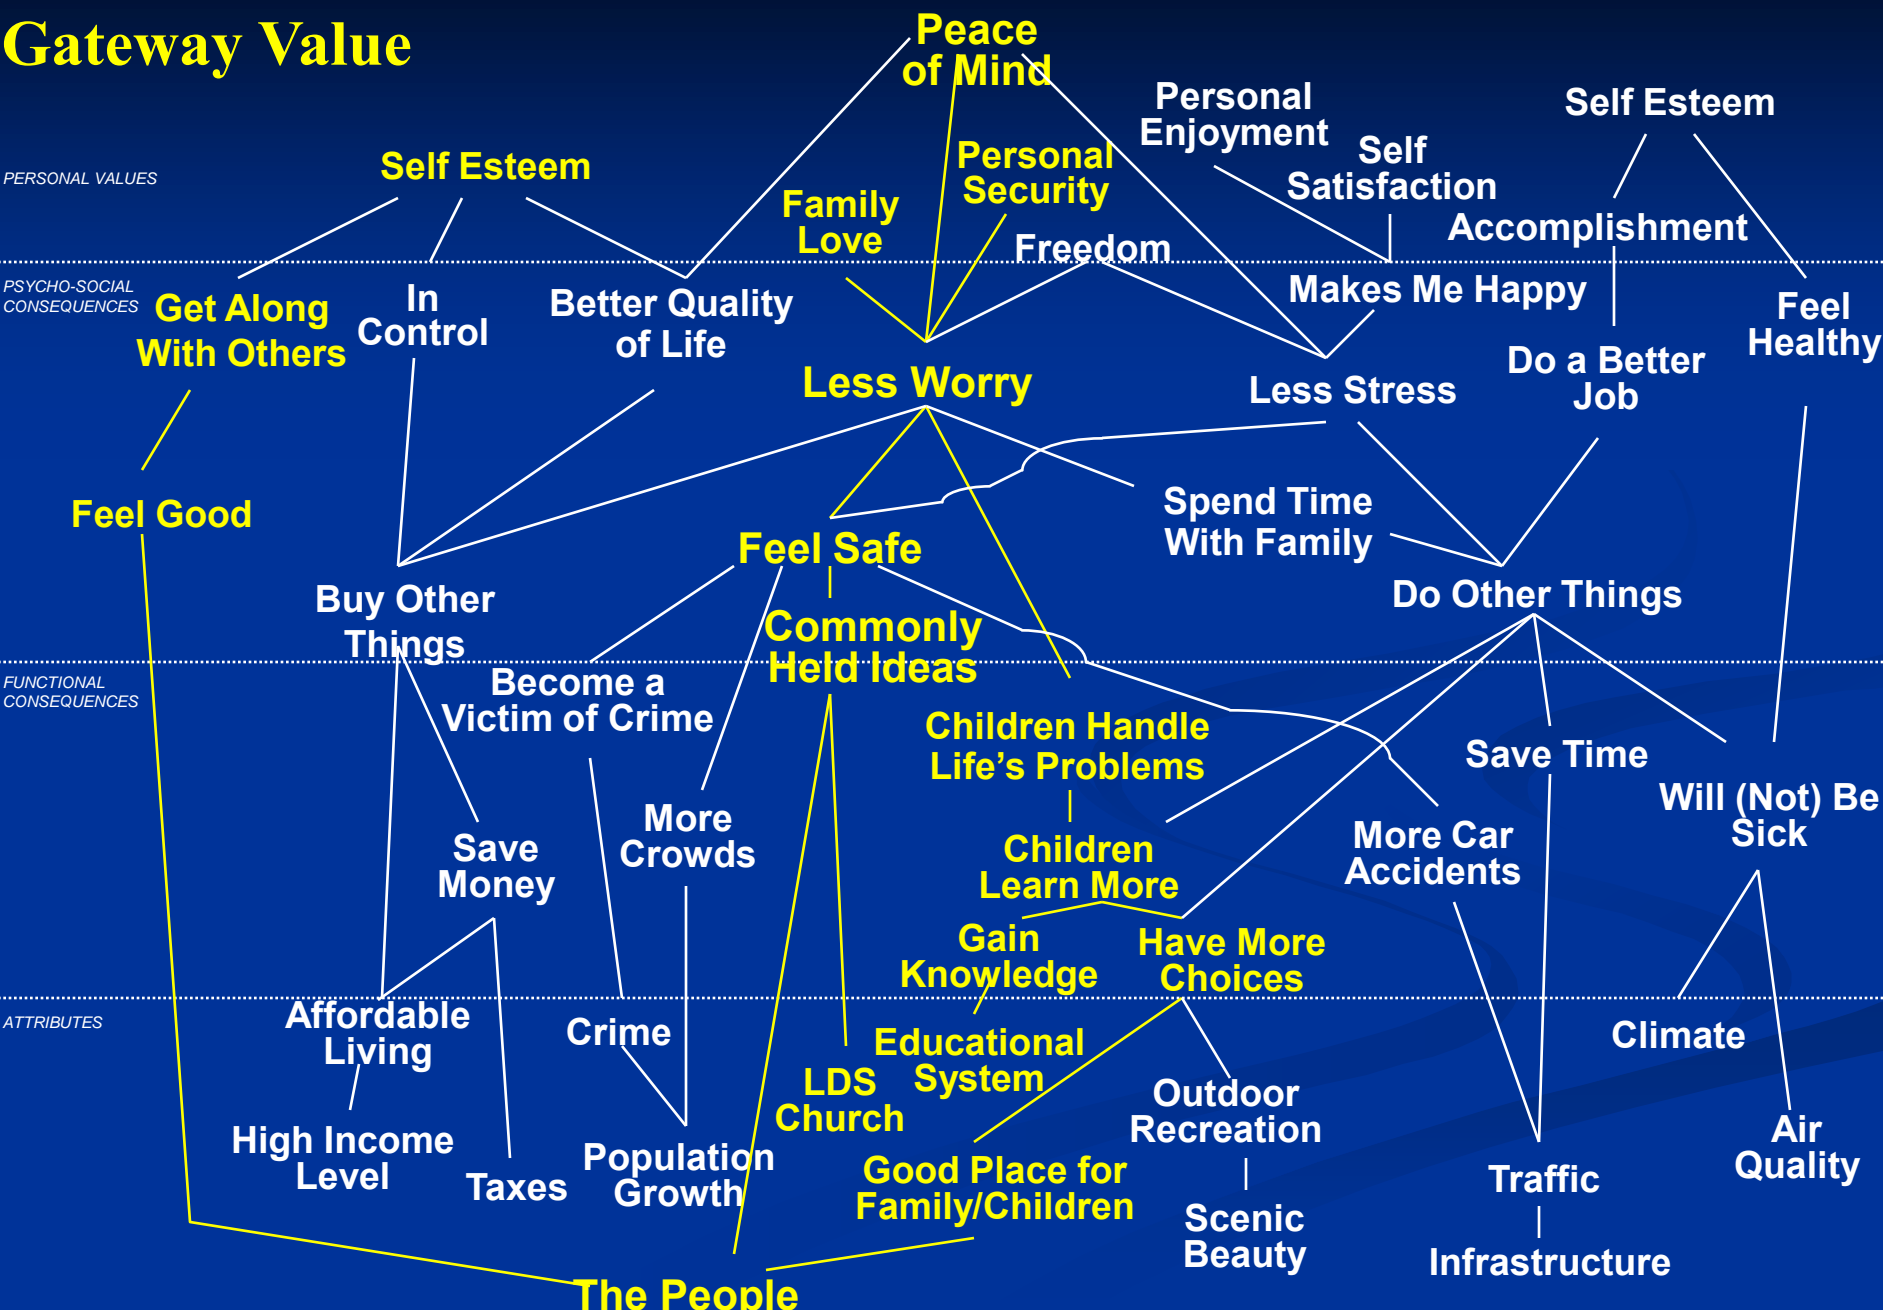 Gateway Value
Peace
of Mind
Personal
Enjoyment
Self Esteem
Self
Satisfaction
Self Esteem
Personal
Security
PERSONAL VALUES
Family
Love
Accomplishment
Freedom
PSYCHO-SOCIAL
CONSEQUENCES
Get Along
With Others
In
Control
Better Quality
of Life
Makes Me Happy
Feel
Healthy
Less Worry
Less Stress
Do a Better
Job
Feel Good
Spend Time
With Family
Feel Safe
Buy Other
Things
Do Other Things
Commonly
Held Ideas
FUNCTIONAL
CONSEQUENCES
Become a
Victim of Crime
Children Handle
Life’s Problems
Save Time
Will (Not) Be
Sick
More
Crowds
Save
Money
Children
Learn More
More Car
Accidents
Gain
Knowledge
Have More
Choices
ATTRIBUTES
Affordable
Living
Crime
Educational
System
Climate
LDS
Church
Outdoor
Recreation
High Income
Level
Taxes
Population
Growth
Good Place for
Family/Children
Traffic
Air
Quality
Scenic
Beauty
Infrastructure
The People